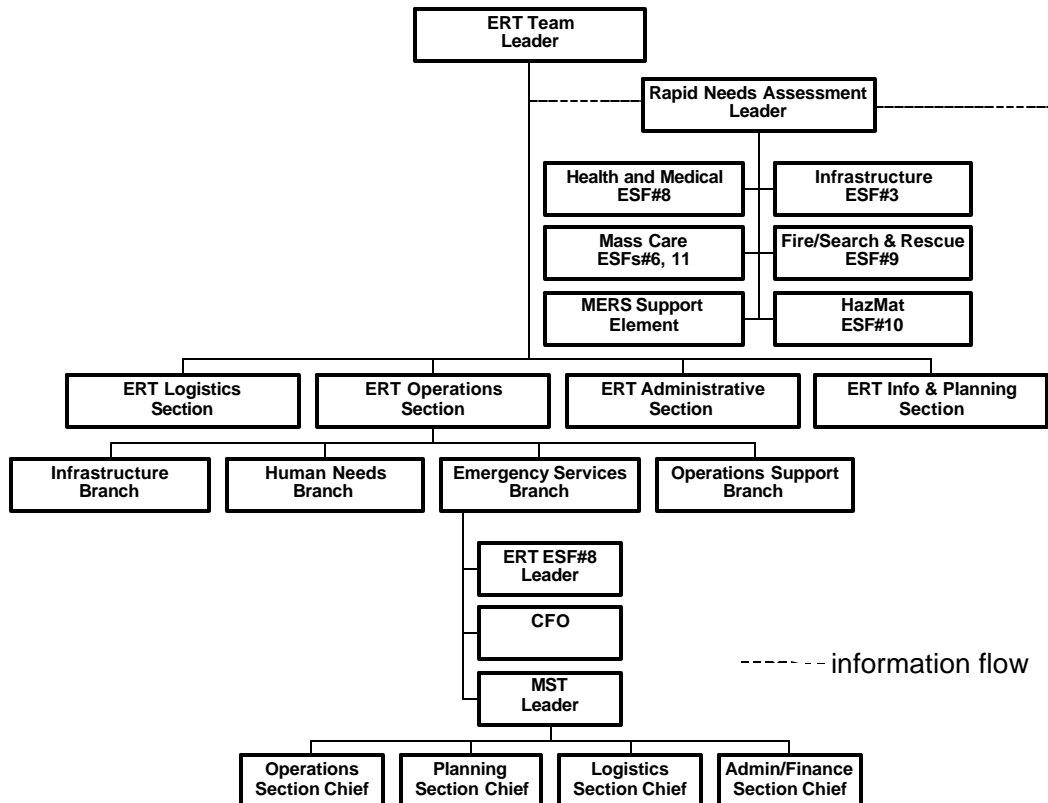 ERT Team
Leader
Rapid Needs Assessment
Leader
Health and Medical
ESF#8
Infrastructure
ESF#3
Mass Care
ESFs#6, 11
Fire/Search & Rescue
ESF#9
MERS Support
Element
HazMat
ESF#10
ERT Logistics
Section
ERT Operations
Section
ERT Administrative
Section
ERT Info & Planning
Section
Infrastructure
Branch
Human Needs
Branch
Emergency Services
Branch
Operations Support
Branch
ERT ESF#8
Leader
CFO
information flow
MST
Leader
Operations
Section Chief
Planning
Section Chief
Logistics
Section Chief
Admin/Finance
Section Chief